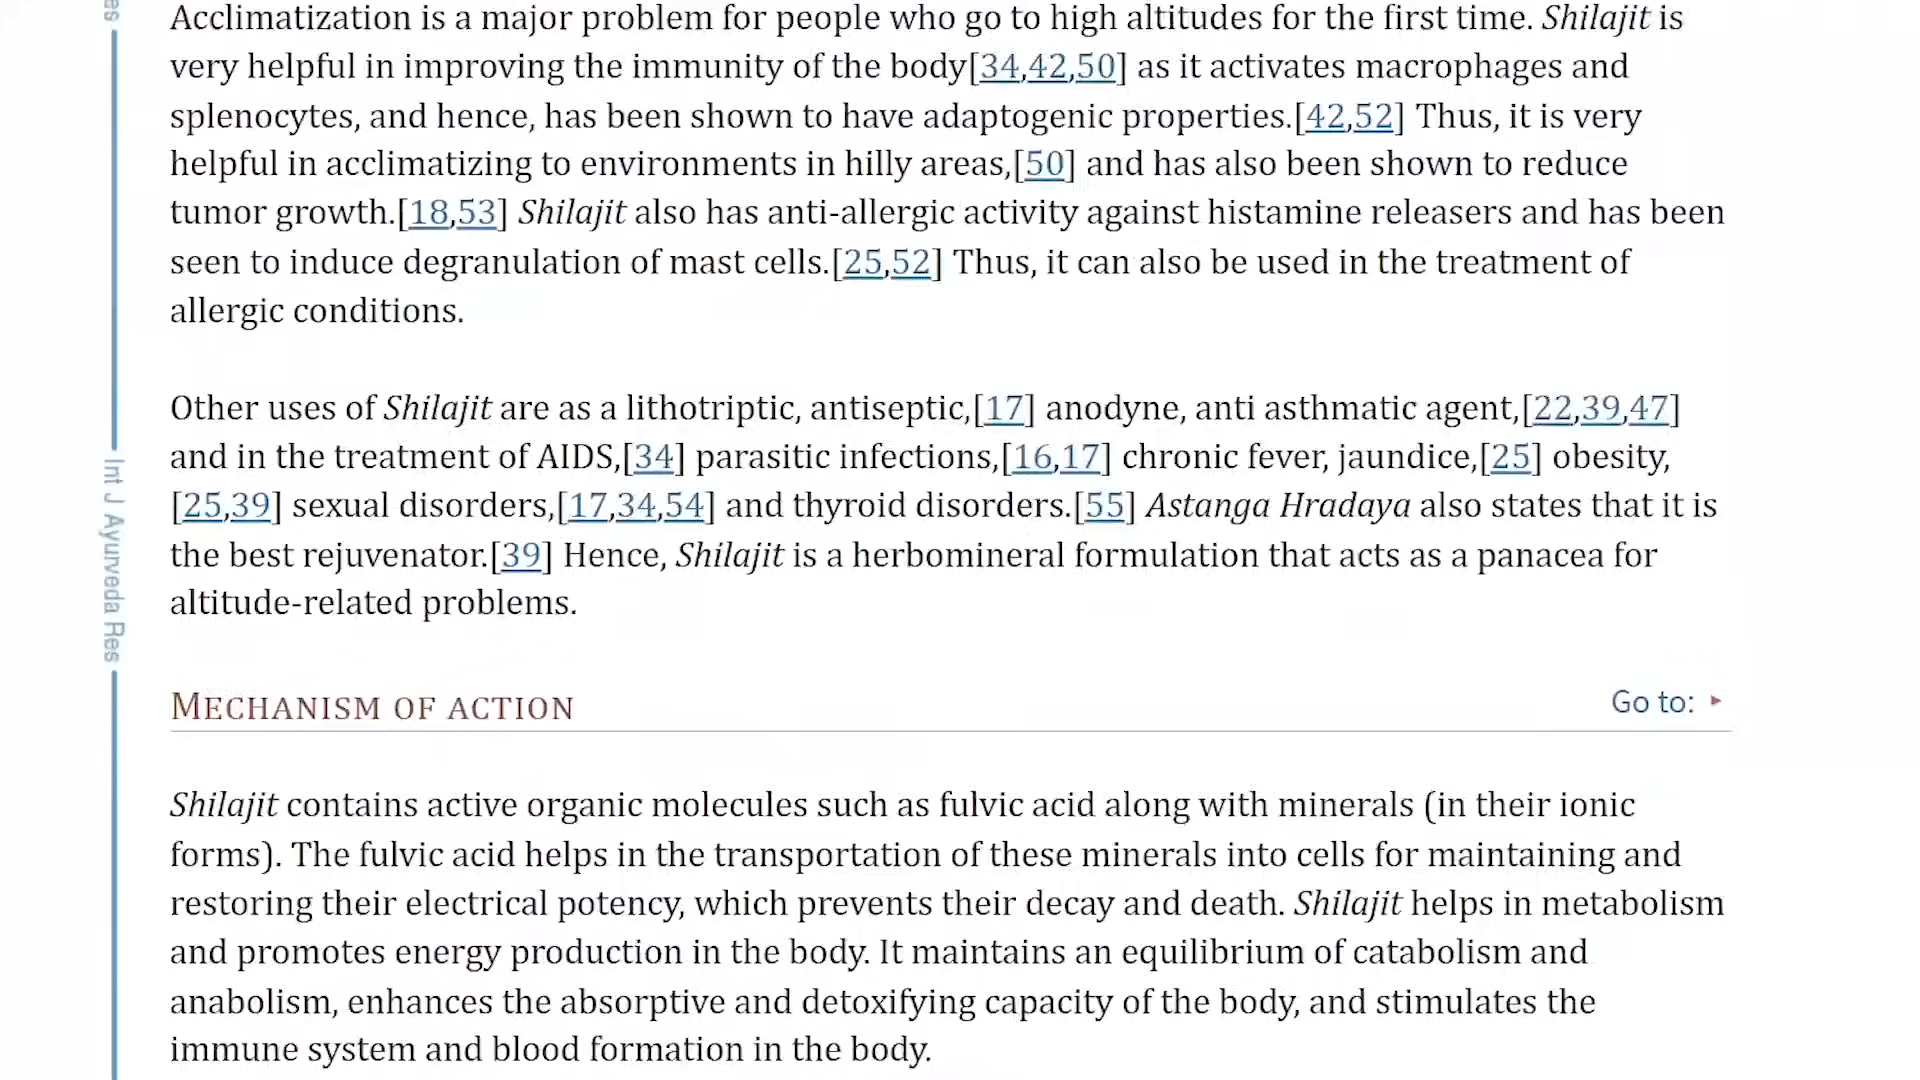 Acclimatization is a major problem for people who go to high altitudes for the first time. Shilajit is
very helpful in improving the immunity of the body[34,42,50] as it activates macrophages and
splenocytes, and hence, has been shown to have adaptogenic properties.[42,52] Thus, it is very
helpful in acclimatizing to environments in hilly areas,[50] and has also been shown to reduce
tumor growth.[18,53] Shilajit also has anti-allergic activity against histamine releasers and has been
seen to induce degranulation of mast cells.[25,52] Thus, it can also be used in the treatment of
allergic conditions.
Other uses of Shilajit are as a lithotriptic, antiseptic,[17] anodyne, anti asthmatic agent,[22,39,47]
and in the treatment of AIDS,[34] parasitic infections,[16,17] chronic fever, jaundice,[25] obesity,
[25,39] sexual disorders,[17,34,54] and thyroid disorders.[55] Astanga Hradaya also states that it is
the best rejuvenator.[39] Hence, Shilajit is a herbomineral formulation that acts as a panacea for
altitude-related problems.
MECHANISM OF ACTION
Go to:
Shilajit contains active organic molecules such as fulvic acid along with minerals (in their ionic
forms). The fulvic acid helps in the transportation of these minerals into cells for maintaining and
restoring their electrical potency, which prevents their decay and death. Shilajit helps in metabolism
and promotes energy production in the body. It maintains an equilibrium of catabolism and
anabolism, enhances the absorptive and detoxifying capacity of the body, and stimulates the
immune system and blood formation in the body.
Int J Ayurveda Res